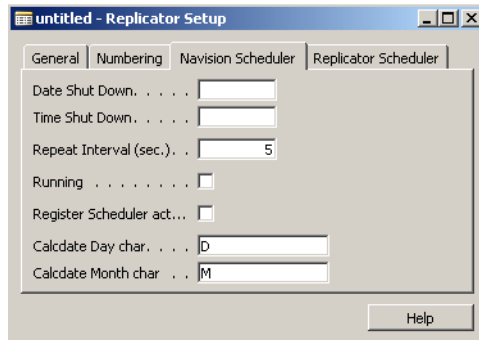 untitled - Replicator Setup
General Numbering Navision Scheduler Replicator Scheduler
Date Shut Down. . . . .
Time Shut Down. . . . .
Repeat Interval (sec.). . 5
Running . . . . . . . .
Register Scheduler act...
Calcdate Day char. . . . D
Calcdate Month char . . M
Help